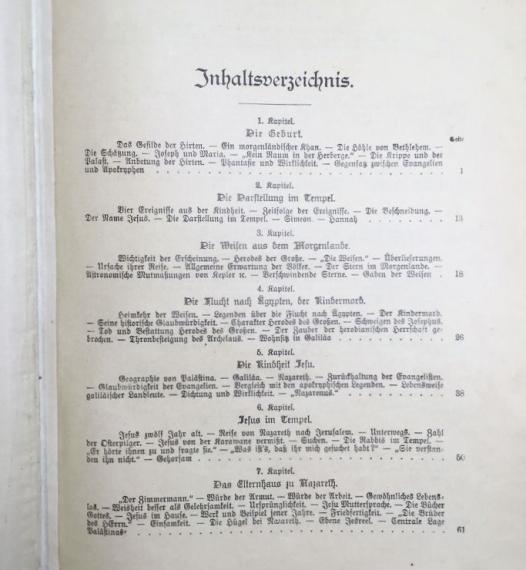 Inhaltsverzeichnis.
1. Kapitel.
Die Geburt.
Seite
Das Gefilde der Hirten. — Ein morgenländischer Khan. — Die Höhle von Bethlehem. —
Die Schätzung. — Joseph und Maria. — „Kein Raum in der Herberge.“ — Die Krippe und der
Palast. — Anbetung der Hirten. — Phantasie und Wirklichkeit. — Gegensatz zwischen Evangelien
und Apokryphen . . . 1
2. Kapitel.
Die Darstellung im Tempel.
Vier Ereignisse aus der Kindheit. — Zeitfolge der Ereignisse. — Die Beschneidung. —
Der Name Jesus. — Die Darstellung im Tempel. — Simeon. — Hannah . . . 13
3. Kapitel.
Die Weisen aus dem Morgenlande.
Wichtigkeit der Erscheinung. — Herodes der Große. — „Die Weisen.“ — Überlieferungen.
— Ursache ihrer Reise. — Allgemeine Erwartung der Völker. — Der Stern im Morgenlande. —
Astronomische Mutmaßungen von Kepler ꝛc. — Verschwindende Sterne. — Gaben der Weisen . 18
4. Kapitel.
Die Flucht nach Ägypten, der Kindermord.
Heimkehr der Weisen. — Legenden über die Flucht nach Ägypten. — Der Kindermord.
— Seine historische Glaubwürdigkeit. — Charakter Herodes des Großen. — Schweigen des Josephus.
— Tod und Bestattung Herodes des Großen. — Der Zauber der herodianischen Herrschaft ge-
brochen. — Thronbesteigung des Archelaus. — Wohnsitz in Galiläa . . . 26
5. Kapitel.
Die Kindheit Jesu.
Geographie von Palästina. — Galiläa. — Nazareth. — Zurückhaltung der Evangelisten.
— Glaubwürdigkeit der Evangelien. — Vergleich mit den apokryphischen Legenden. — Lebensweise
galiläischer Landleute. — Dichtung und Wirklichkeit. — „Nazarenus.“ . . . 38
6. Kapitel.
Jesus im Tempel.
Jesus zwölf Jahr alt. — Reise von Nazareth nach Jerusalem. — Unterwegs. — Zahl
der Osterpilger. — Jesus von der Karawane vermißt. — Suchen. — Die Rabbis im Tempel. —
„Er hörte ihnen zu und fragte sie.“ — „Was ist's, daß ihr mich gesuchet habt?“ — „Sie verstan-
den ihn nicht.“ — Gehorsam . . . 50
7. Kapitel.
Das Elternhaus zu Nazareth.
„Der Zimmermann.“ — Würde der Armut. — Würde der Arbeit. — Gewöhnliches Lebens-
los. — Weisheit besser als Gelehrsamkeit. — Ursprünglichkeit. — Jesu Muttersprache. — Die Bücher
Gottes. — Jesus im Hause. — Werk und Beispiel jener Jahre. — Friedfertigkeit. — „Die Brüder
des HErrn.“ — Einsamkeit. — Die Hügel bei Nazareth. — Ebene Jesreel. — Centrale Lage
Palästinas . . . 61